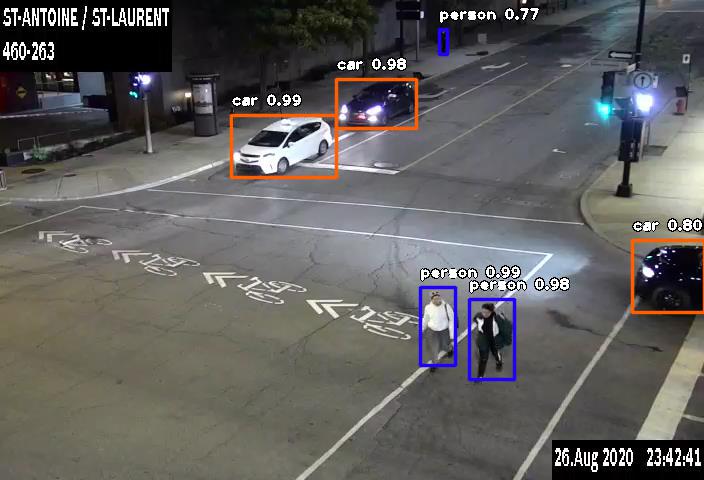 ST-ANTOINE / ST-LAURENT
460-263
person 0.77
car 0.98
car 0.99
car 0.80
person 0.99
person 0.98
26.Aug 2020 23:42:41